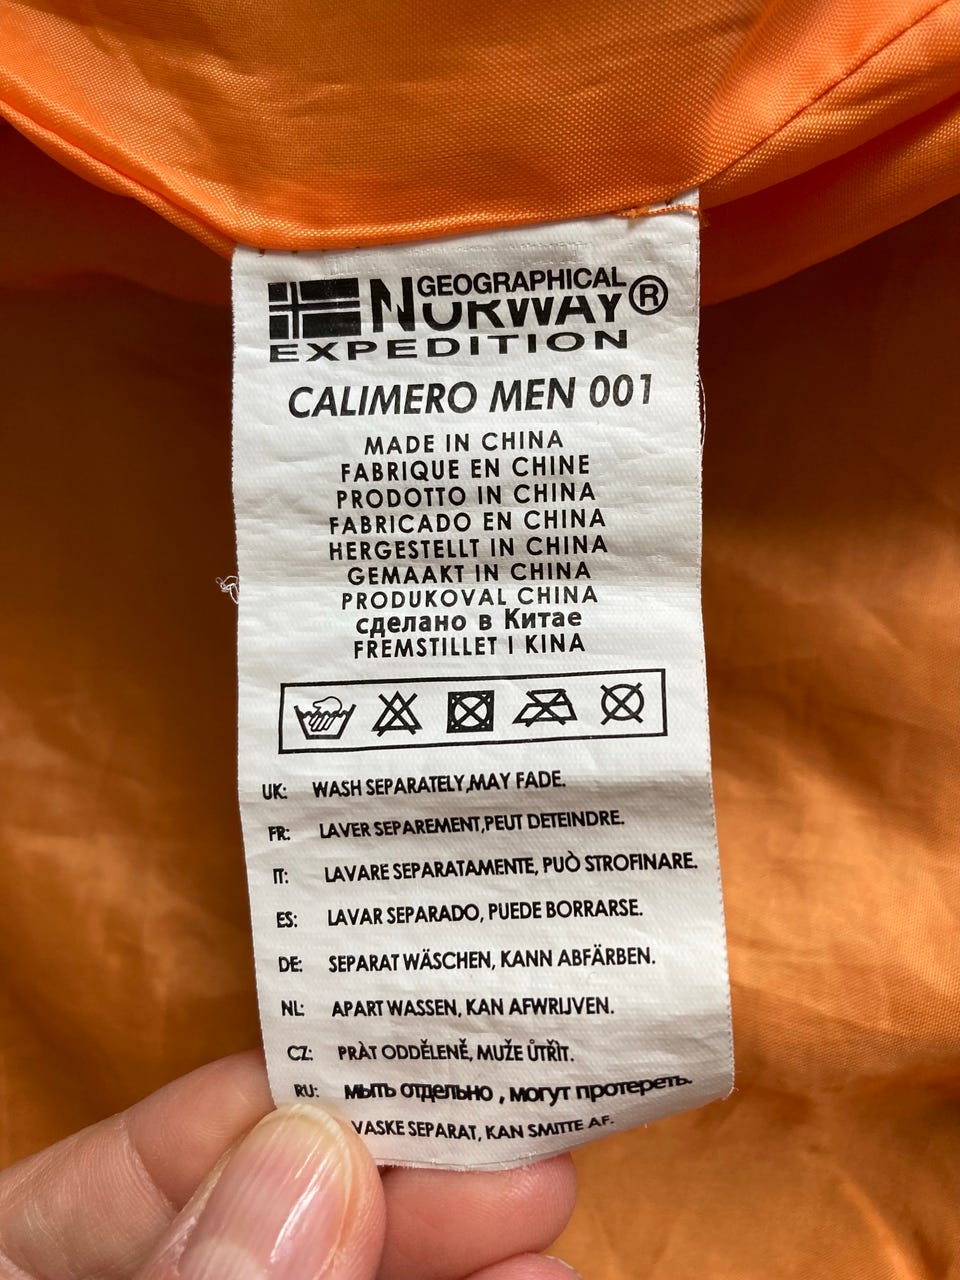 GEOGRAPHICAL
NORWAY®
EXPEDITION
CALIMERO MEN 001
MADE IN CHINA
FABRIQUE EN CHINE
PRODOTTO IN CHINA
FABRICADO EN CHINA
HERGESTELLT IN CHINA
GEMAAKT IN CHINA
PRODUKOVAL CHINA
сделано в Китае
FREMSTILLET I KINA
UK: WASH SEPARATELY,MAY FADE.
FR: LAVER SEPAREMENT,PEUT DETEINDRE.
IT: LAVARE SEPARATAMENTE, PUÒ STROFINARE.
ES: LAVAR SEPARADO, PUEDE BORRARSE.
DE: SEPARAT WÄSCHEN, KANN ABFÄRBEN.
NL: APART WASSEN, KAN AFWRIJVEN.
CZ: PRÀT ODDĚLENĚ, MUŽE ŮTŘÌT.
RU: мыть отдельно , могут протереть.
VASKE SEPARAT, KAN SMITTE AF.